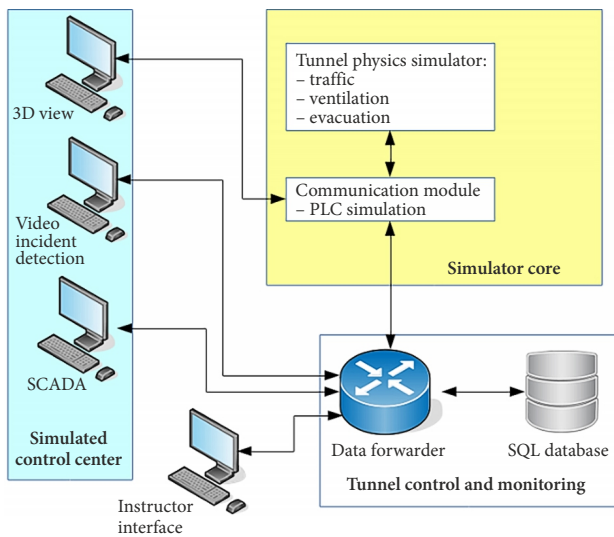 3D view
Video
incident
detection
SCADA
Simulated
control center
Tunnel physics simulator:
– traffic
– ventilation
– evacuation
Communication module
– PLC simulation
Simulator core
Data forwarder
SQL database
Tunnel control and monitoring
Instructor
interface